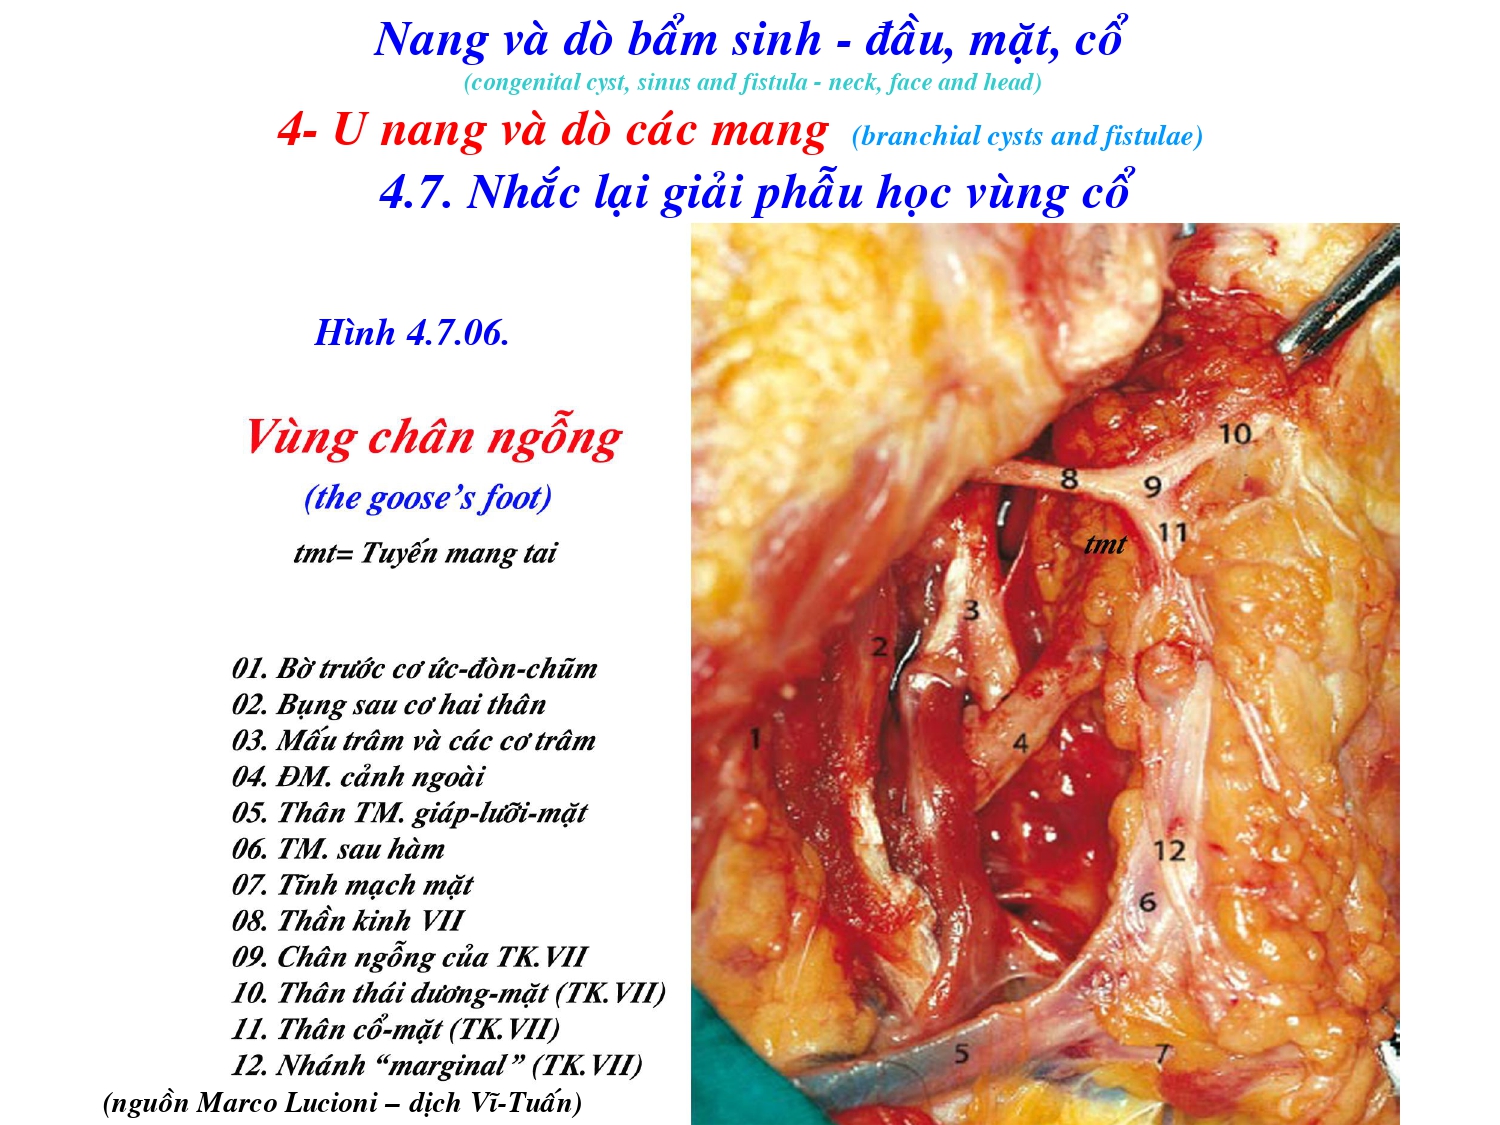 Nang và dò bẩm sinh - đầu, mặt, cổ
(congenital cyst, sinus and fistula - neck, face and head)
4- U nang và dò các mang (branchial cysts and fistulae)
4.7. Nhắc lại giải phẫu học vùng cổ
Hình 4.7.06.
Vùng chân ngỗng
(the goose's foot)
tmt= Tuyến mang tai
01. Bờ trước cơ ức-đòn-chũm
02. Bụng sau cơ hai thân
03. Mấu trâm và các cơ trâm
04. ĐM. cảnh ngoài
05. Thân TM. giáp-lưỡi-mặt
06. TM. sau hàm
07. Tĩnh mạch mặt
08. Thần kinh VII
09. Chân ngỗng của TK.VII
10. Thân thái dương-mặt (TK.VII)
11. Thân cổ-mặt (TK.VII)
12. Nhánh “marginal” (TK.VII)
(nguồn Marco Lucioni – dịch Vĩ-Tuấn)
10
8
9
11
tmt
3
2
1
4
12
6
5
7